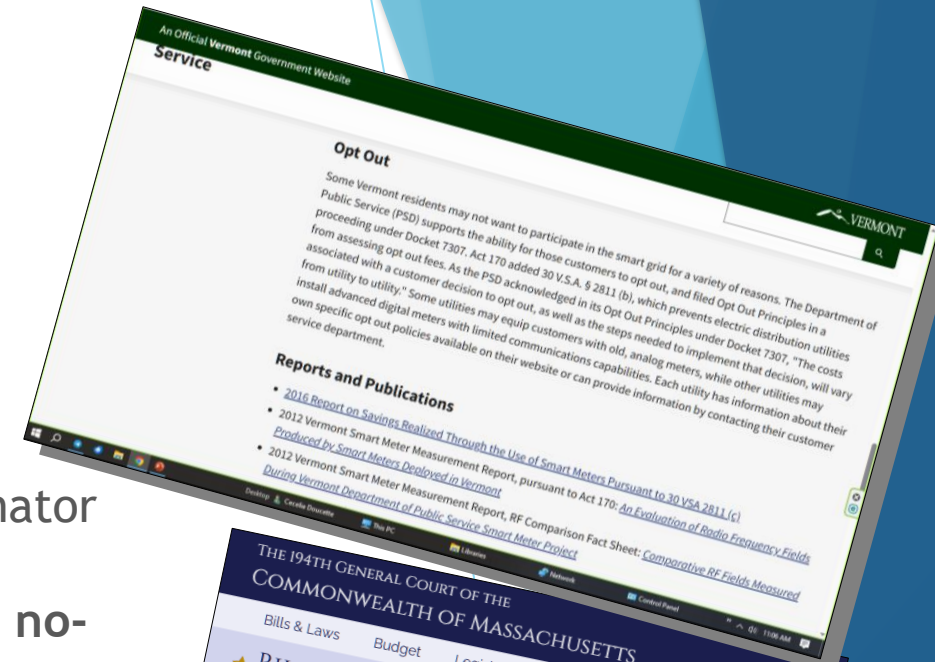 An Official Vermont Government Website
Service
VERMONT
Opt Out
Some Vermont residents may not want to participate in the smart grid for a variety of reasons. The Department of
Public Service (PSD) supports the ability for those customers to opt out, and filed Opt Out Principles in a
proceeding under Docket 7307. Act 170 added 30 V.S.A. § 2811 (b), which prevents electric distribution utilities
from assessing opt out fees. As the PSD acknowledged in its Opt Out Principles under Docket 7307, "The costs
associated with a customer decision to opt out, as well as the steps needed to implement that decision, will vary
from utility to utility." Some utilities may equip customers with old, analog meters, while other utilities may
install advanced digital meters with limited communications capabilities. Each utility has information about their
own specific opt out policies available on their website or can provide information by contacting their customer
service department.
Reports and Publications
• 2016 Report on Savings Realized Through the Use of Smart Meters Pursuant to 30 VSA 2811 (c)
• 2012 Vermont Smart Meter Measurement Report, pursuant to Act 170: An Evaluation of Radio Frequency Fields
Produced by Smart Meters Deployed in Vermont
• 2012 Vermont Smart Meter Measurement Report, RF Comparison Fact Sheet: Comparative RF Fields Measured
During Vermont Department of Public Service Smart Meter Project
Desktop Cecelia Doucette This PC Libraries Network Control Panel 11:06 AM
nator
no-
THE 194TH GENERAL COURT OF THE
COMMONWEALTH OF MASSACHUSETTS
Bills & Laws Budget